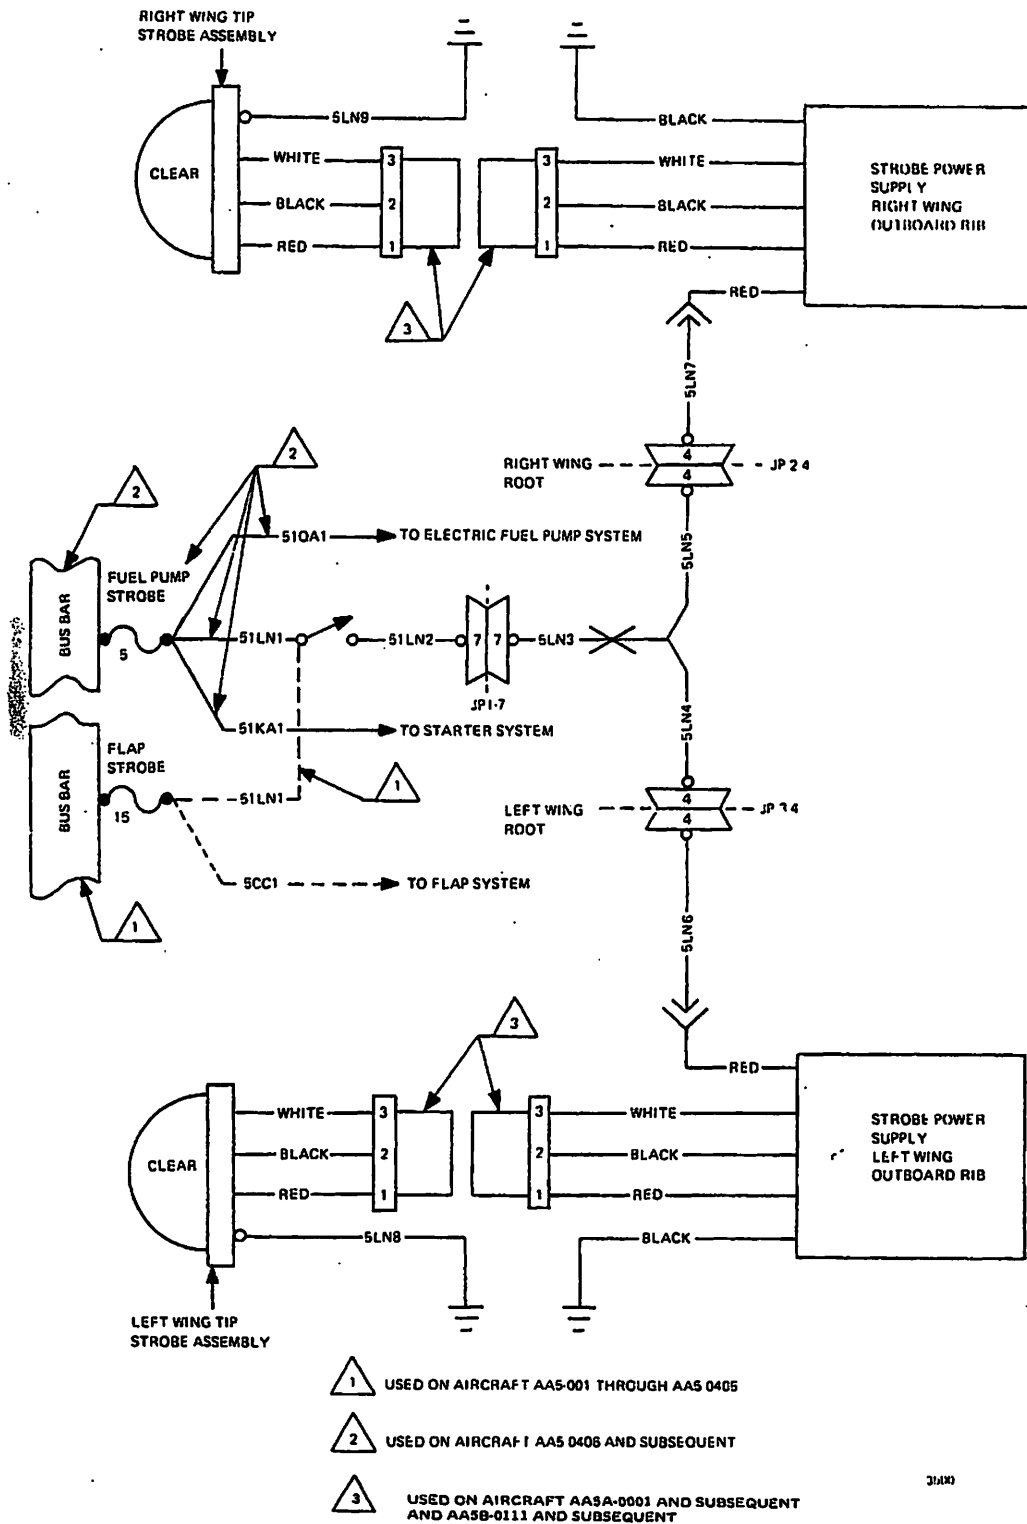 RIGHT WING TIP
STROBE ASSEMBLY
5LN9
BLACK
CLEAR
WHITE
3
3
WHITE
BLACK
2
2
BLACK
RED
1
1
RED
STROBE POWER
SUPPLY
RIGHT WING
OUTBOARD RIB
3
RED
5LN7
RIGHT WING
ROOT
4
4
JP 2 4
2
2
51OA1
TO ELECTRIC FUEL PUMP SYSTEM
5LN5
FUEL PUMP
STROBE
BUS BAR
5
51LN1
51LN2
7
7
5LN3
JP1-7
51KA1
TO STARTER SYSTEM
5LN4
FLAP
STROBE
BUS BAR
15
51LN1
1
LEFT WING
ROOT
4
4
JP 3 4
5CC1
TO FLAP SYSTEM
1
5LN6
3
RED
CLEAR
WHITE
3
3
WHITE
BLACK
2
2
BLACK
RED
1
1
RED
STROBE POWER
SUPPLY
LEFT WING
OUTBOARD RIB
5LN8
BLACK
LEFT WING TIP
STROBE ASSEMBLY
1 USED ON AIRCRAFT AA5-001 THROUGH AA5 0405
2 USED ON AIRCRAFT AA5 0406 AND SUBSEQUENT
3 USED ON AIRCRAFT AA5A-0001 AND SUBSEQUENT
AND AA5B-0111 AND SUBSEQUENT